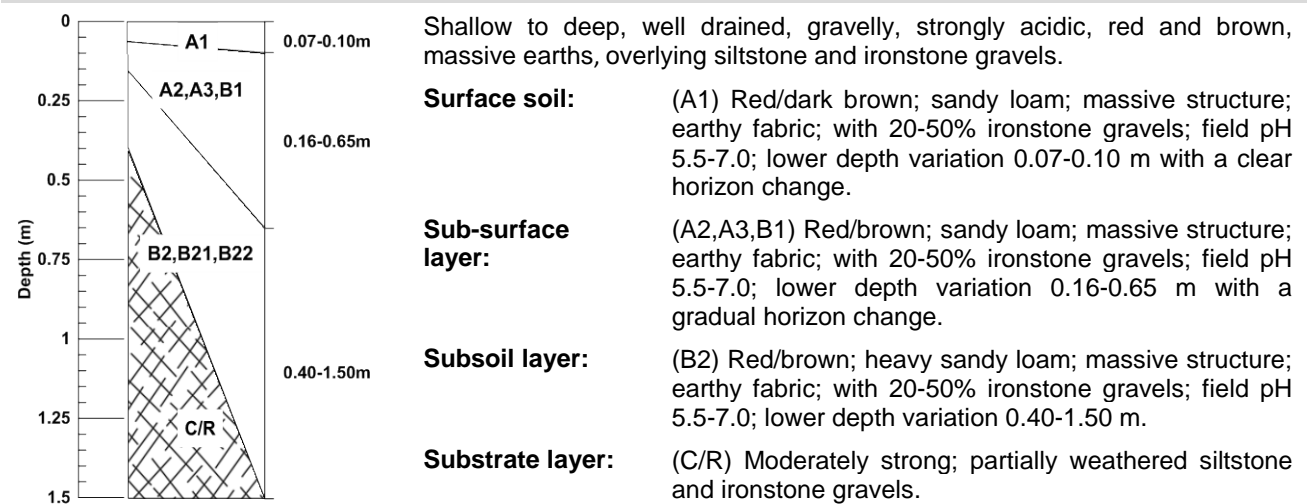 0
0.25
0.5
0.75
1
1.25
1.5
Depth (m)
A1
A2,A3,B1
B2,B21,B22
C/R
0.07-0.10m
0.16-0.65m
0.40-1.50m
Shallow to deep, well drained, gravelly, strongly acidic, red and brown,
massive earths, overlying siltstone and ironstone gravels.
Surface soil:
(A1) Red/dark brown; sandy loam; massive structure;
earthy fabric; with 20-50% ironstone gravels; field pH
5.5-7.0; lower depth variation 0.07-0.10 m with a clear
horizon change.
Sub-surface
layer:
(A2,A3,B1) Red/brown; sandy loam; massive structure;
earthy fabric; with 20-50% ironstone gravels; field pH
5.5-7.0; lower depth variation 0.16-0.65 m with a
gradual horizon change.
Subsoil layer:
(B2) Red/brown; heavy sandy loam; massive structure;
earthy fabric; with 20-50% ironstone gravels; field pH
5.5-7.0; lower depth variation 0.40-1.50 m.
Substrate layer:
(C/R) Moderately strong; partially weathered siltstone
and ironstone gravels.